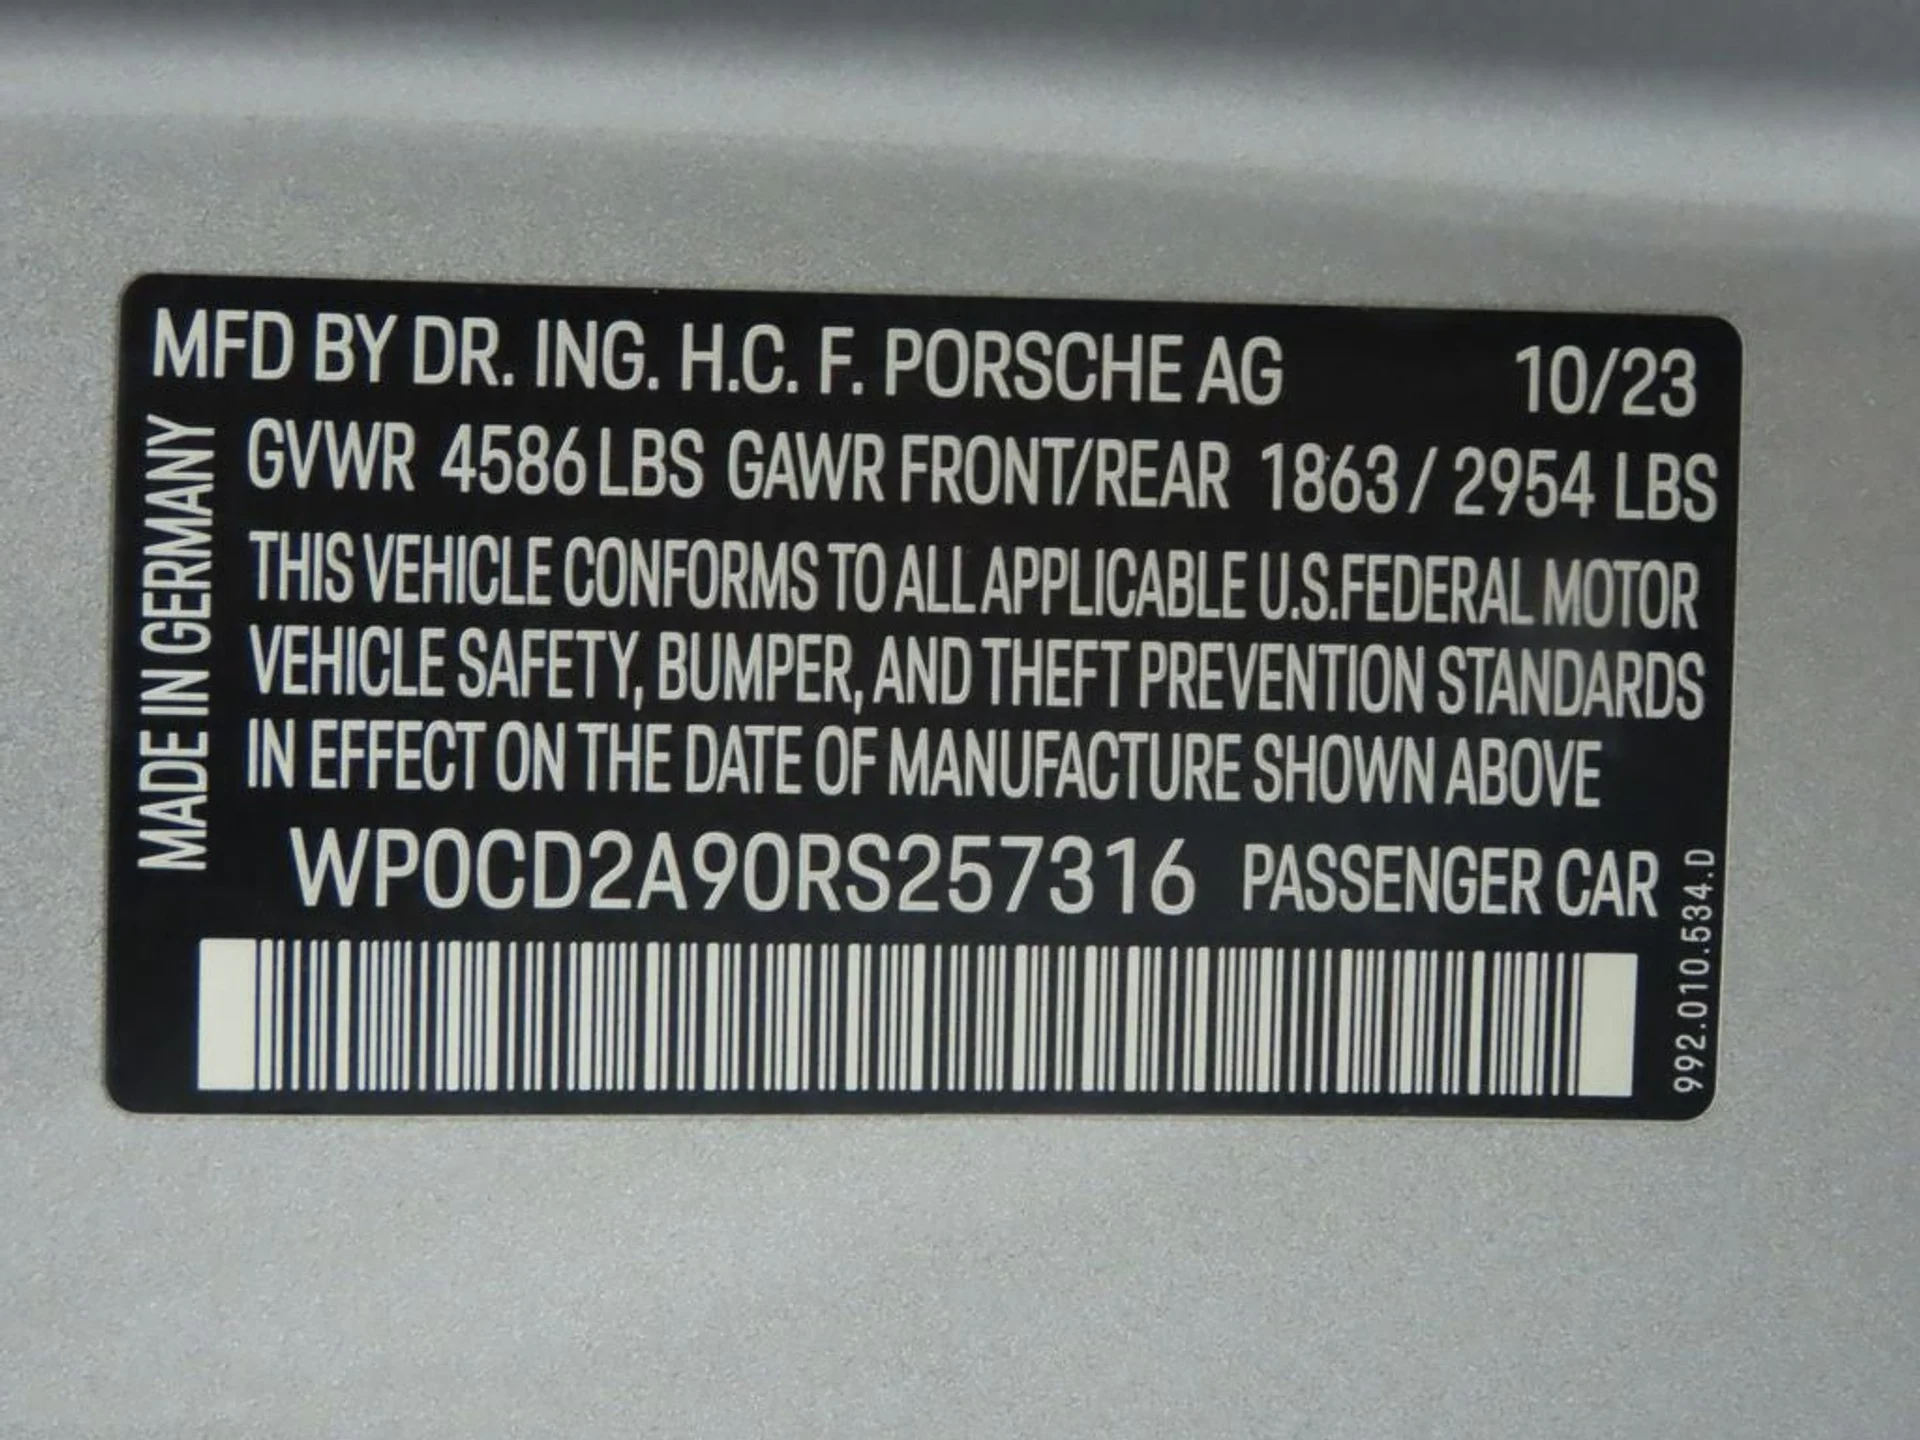 MFD BY DR. ING. H.C. F. PORSCHE AG 10/23
GVWR 4586 LBS GAWR FRONT/REAR 1863 / 2954 LBS
THIS VEHICLE CONFORMS TO ALL APPLICABLE U.S.FEDERAL MOTOR
VEHICLE SAFETY, BUMPER, AND THEFT PREVENTION STANDARDS
IN EFFECT ON THE DATE OF MANUFACTURE SHOWN ABOVE
WP0CD2A90RS257316 PASSENGER CAR
MADE IN GERMANY
992.010.534.D